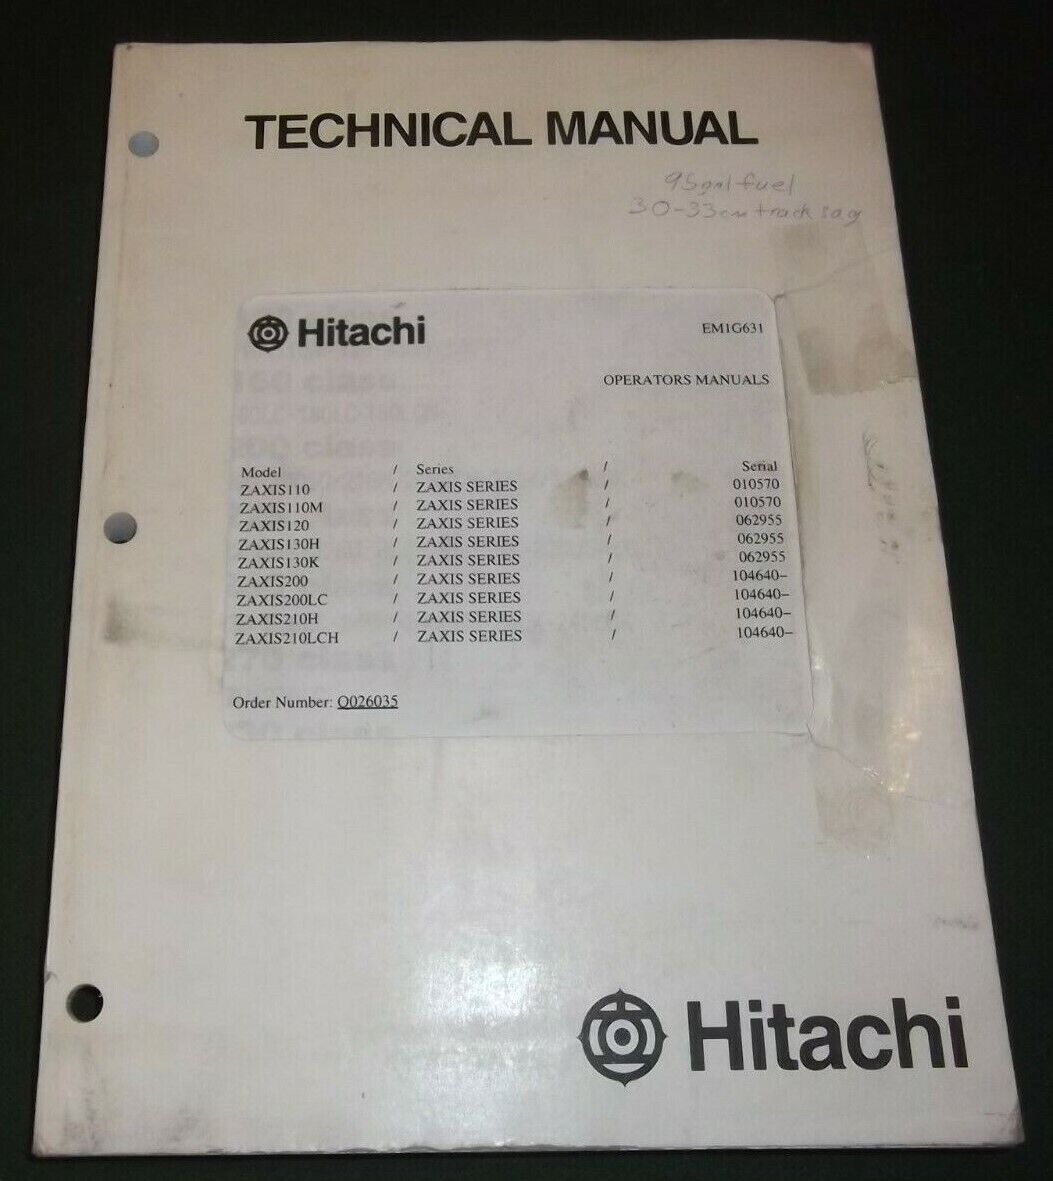 TECHNICAL MANUAL
95gal fuel
30-33cm track sag
Hitachi
EM1G631
OPERATORS MANUALS
Model / Series / Serial
ZAXIS110 / ZAXIS SERIES / 010570
ZAXIS110M / ZAXIS SERIES / 010570
ZAXIS120 / ZAXIS SERIES / 062955
ZAXIS130H / ZAXIS SERIES / 062955
ZAXIS130K / ZAXIS SERIES / 062955
ZAXIS200 / ZAXIS SERIES / 104640–
ZAXIS200LC / ZAXIS SERIES / 104640–
ZAXIS210H / ZAXIS SERIES / 104640–
ZAXIS210LCH / ZAXIS SERIES / 104640–
Order Number: O026035
Hitachi